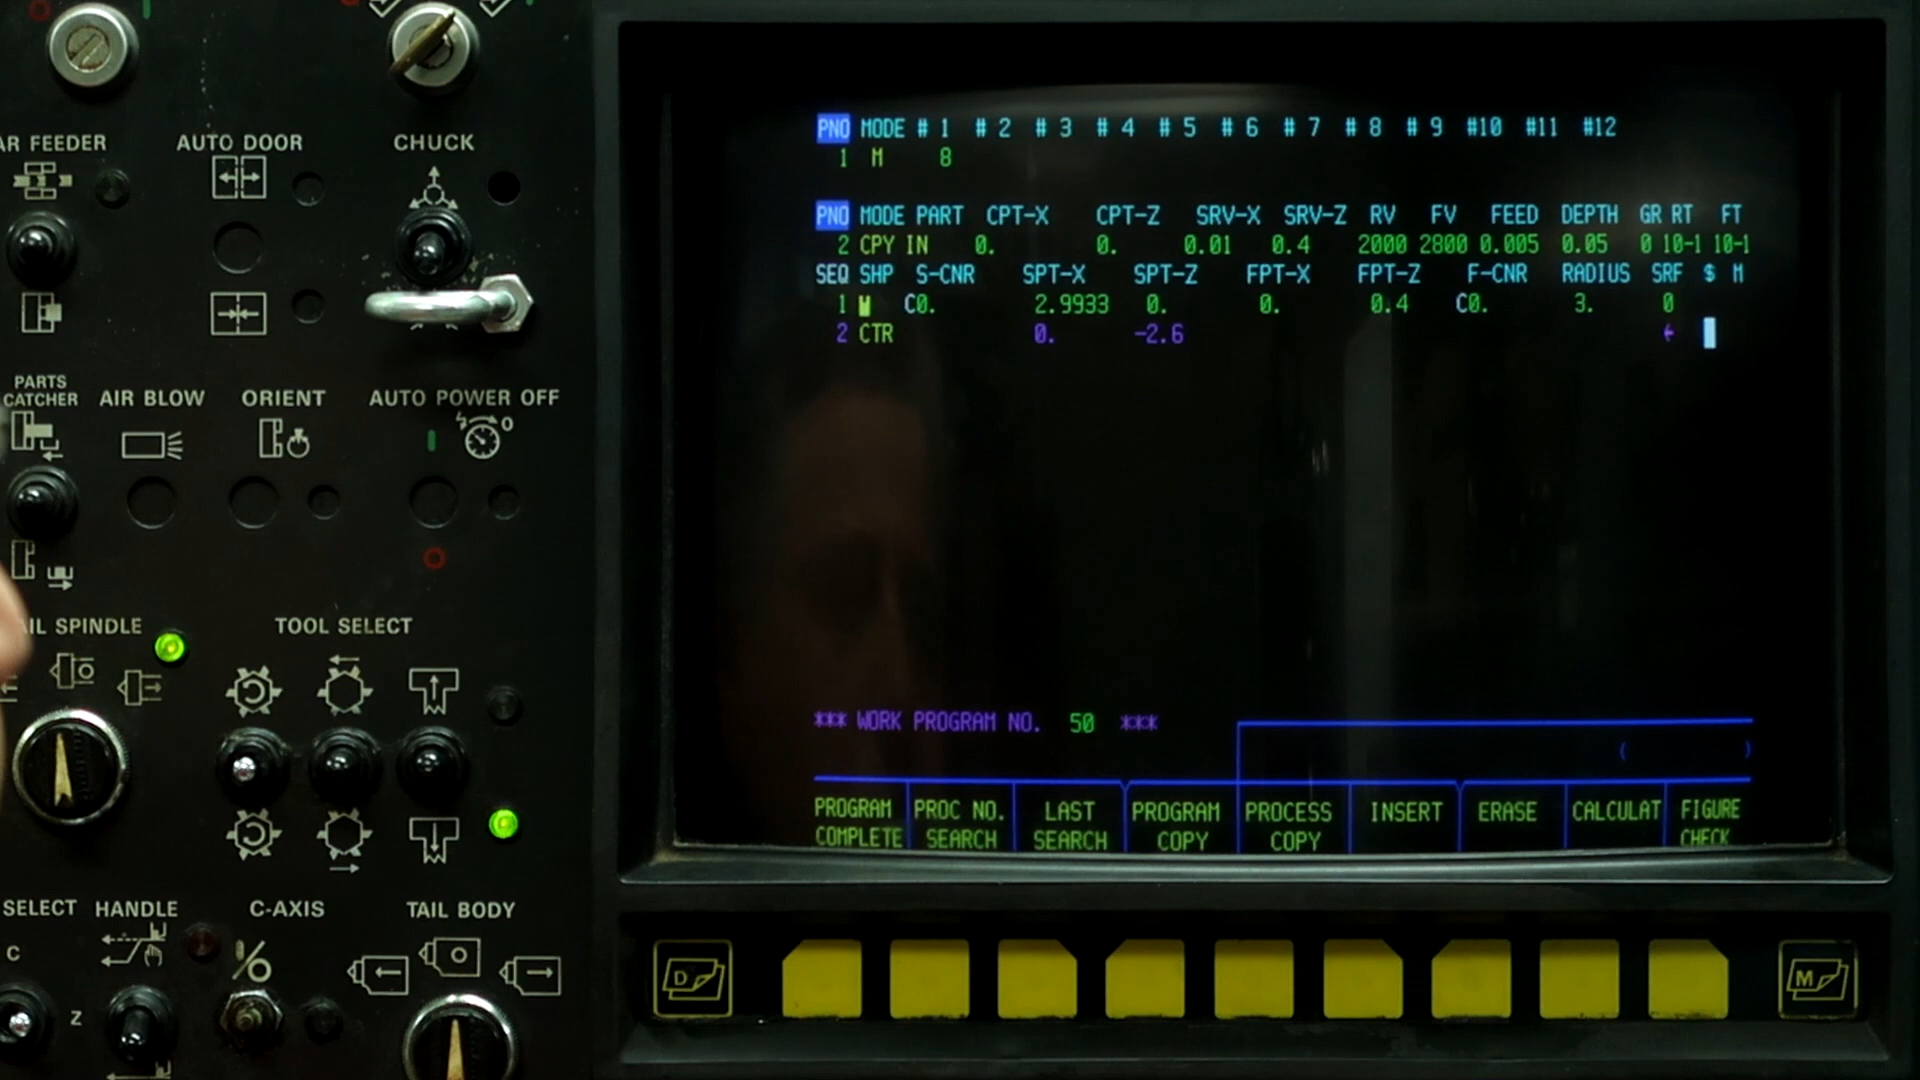 AR FEEDER AUTO DOOR CHUCK
PARTS CATCHER AIR BLOW ORIENT AUTO POWER OFF
O
IL SPINDLE TOOL SELECT
SELECT HANDLE C-AXIS TAIL BODY
C
Z
PNO MODE # 1 # 2 # 3 # 4 # 5 # 6 # 7 # 8 # 9 #10 #11 #12
1 M 8
PNO MODE PART CPT-X CPT-Z SRV-X SRV-Z RV FV FEED DEPTH GR RT FT
2 CPY IN 0. 0. 0.01 0.4 2000 2800 0.005 0.05 0 10-1 10-1
SEQ SHP S-CNR SPT-X SPT-Z FPT-X FPT-Z F-CNR RADIUS SRF $ M
1 C0. 2.9933 0. 0. 0.4 C0. 3. 0
2 CTR 0. -2.6 ←
*** WORK PROGRAM NO. 50 ***
( )
PROGRAM COMPLETE PROC NO. SEARCH LAST SEARCH PROGRAM COPY PROCESS COPY INSERT ERASE CALCULAT FIGURE CHECK
D M